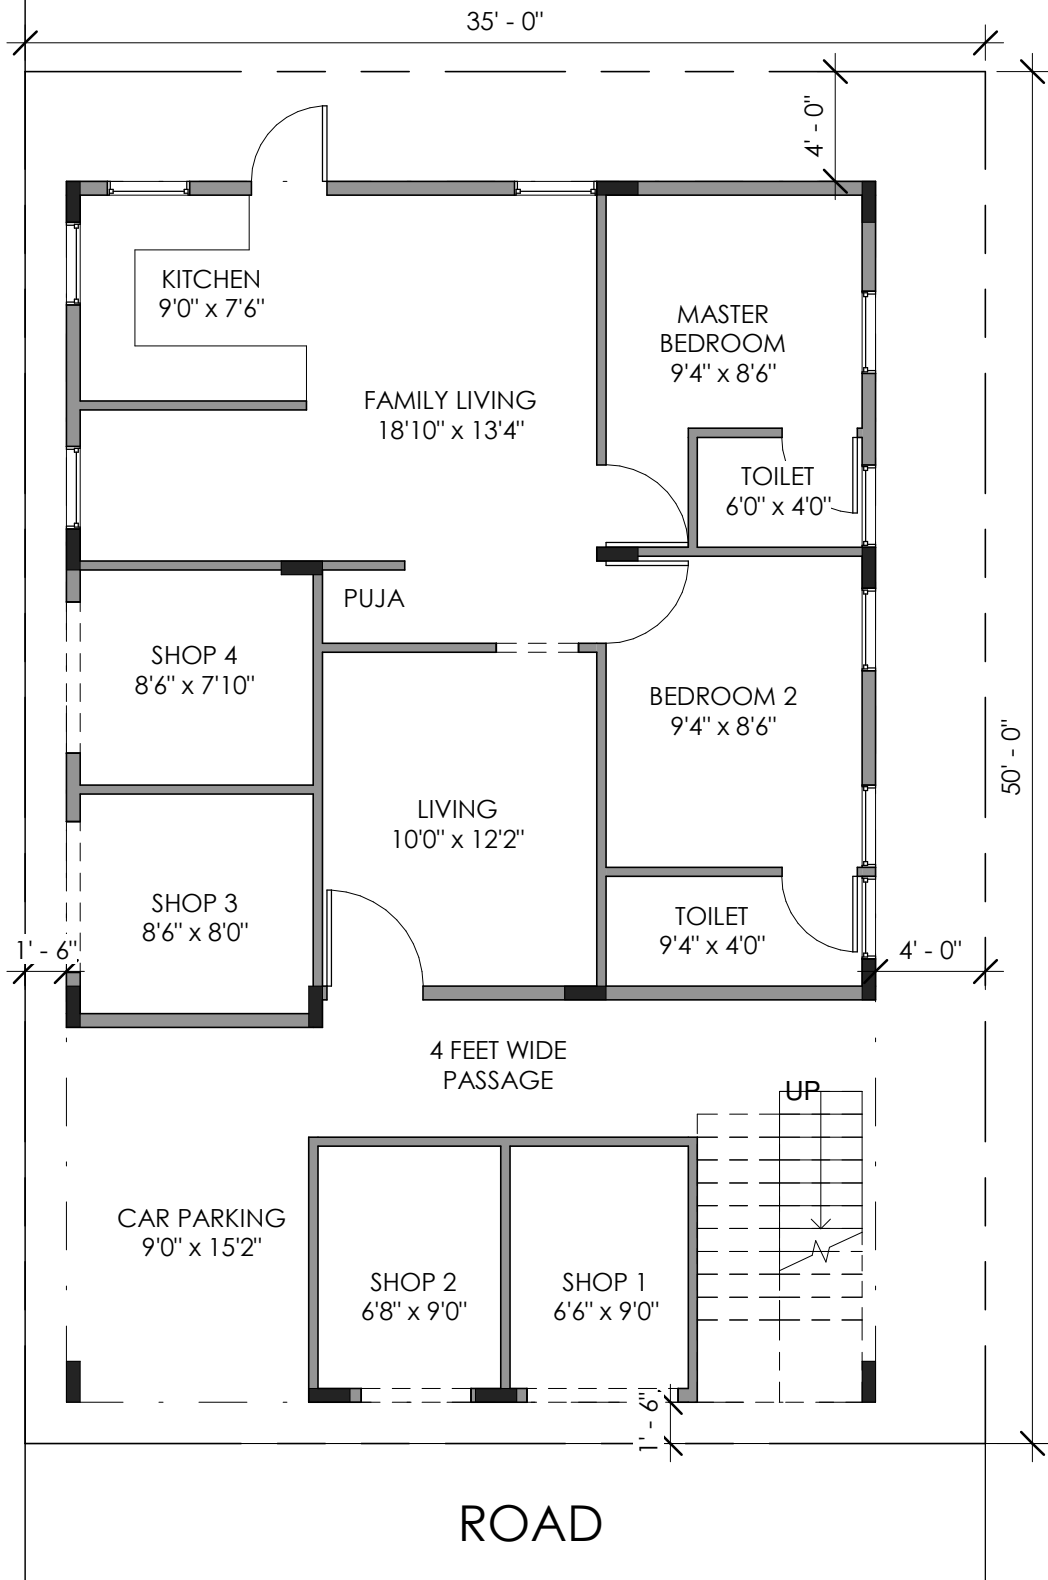 35' - 0"
4' - 0"
KITCHEN
9'0" x 7'6"
MASTER
BEDROOM
9'4" x 8'6"
FAMILY LIVING
18'10" x 13'4"
TOILET
6'0" x 4'0"
PUJA
SHOP 4
8'6" x 7'10"
BEDROOM 2
9'4" x 8'6"
50' - 0"
LIVING
10'0" x 12'2"
SHOP 3
8'6" x 8'0"
TOILET
9'4" x 4'0"
1' - 6"
4' - 0"
4 FEET WIDE
PASSAGE
UP
CAR PARKING
9'0" x 15'2"
SHOP 2
6'8" x 9'0"
SHOP 1
6'6" x 9'0"
1' - 6"
ROAD